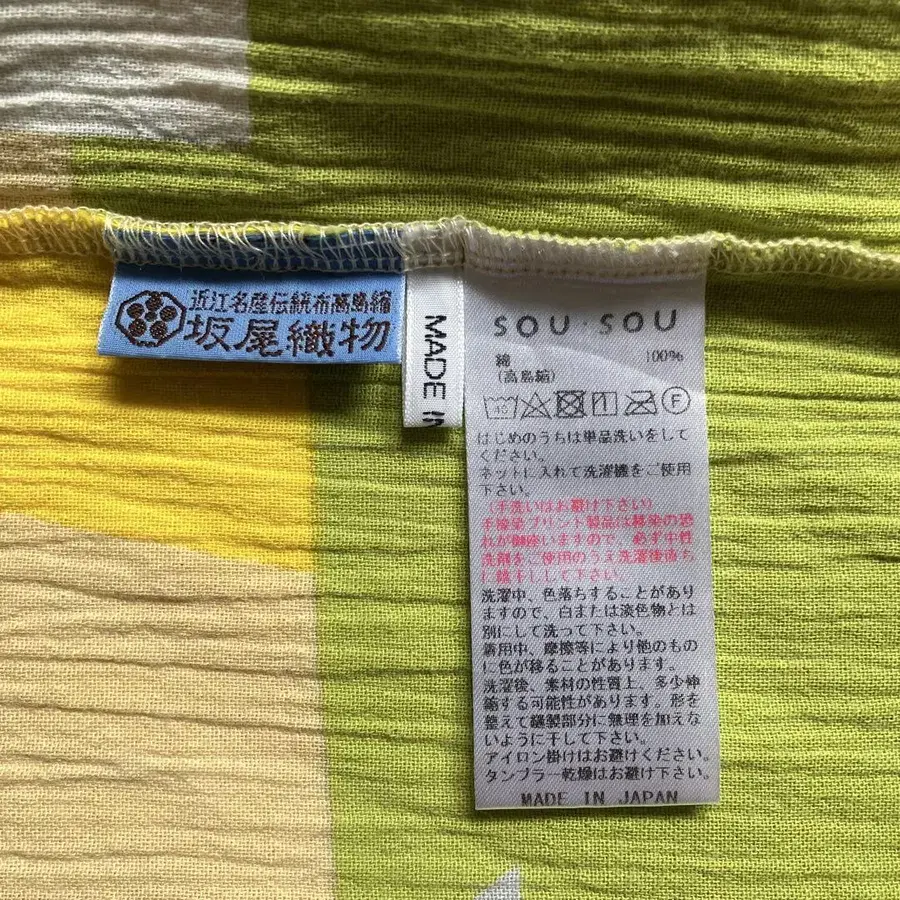 近江名産伝統布高島縮
坂尾織物
MADE IN
SOU・SOU
綿 100%
(高島縮)
40
F
はじめのうちは単品洗いをして
ください。
ネットに入れて洗濯機をご使用
下さい。
(手洗いはお避け下さい)
手捺染プリント製品は移染の恐
れが御座いますので、必ず中性
洗剤をご使用のうえ洗濯後直ち
に陰干しして下さい。
洗濯中、色落ちすることがあり
ますので、白または淡色物とは
別にして洗って下さい。
着用中、摩擦等により他のもの
に色が移ることがあります。
洗濯後、素材の性質上、多少伸
縮する可能性があります。形を
整えて縫製部分に無理を加えな
いように干して下さい。
アイロン掛けはお避けください。
タンブラー乾燥はお避け下さい。
MADE IN JAPAN